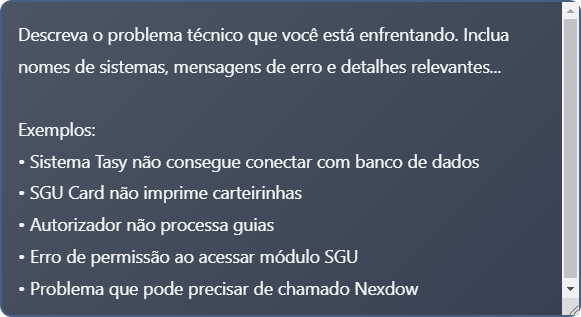 Descreva o problema técnico que você está enfrentando. Inclua
nomes de sistemas, mensagens de erro e detalhes relevantes...
Exemplos:
• Sistema Tasy não consegue conectar com banco de dados
• SGU Card não imprime carteirinhas
• Autorizador não processa guias
• Erro de permissão ao acessar módulo SGU
• Problema que pode precisar de chamado Nexdow